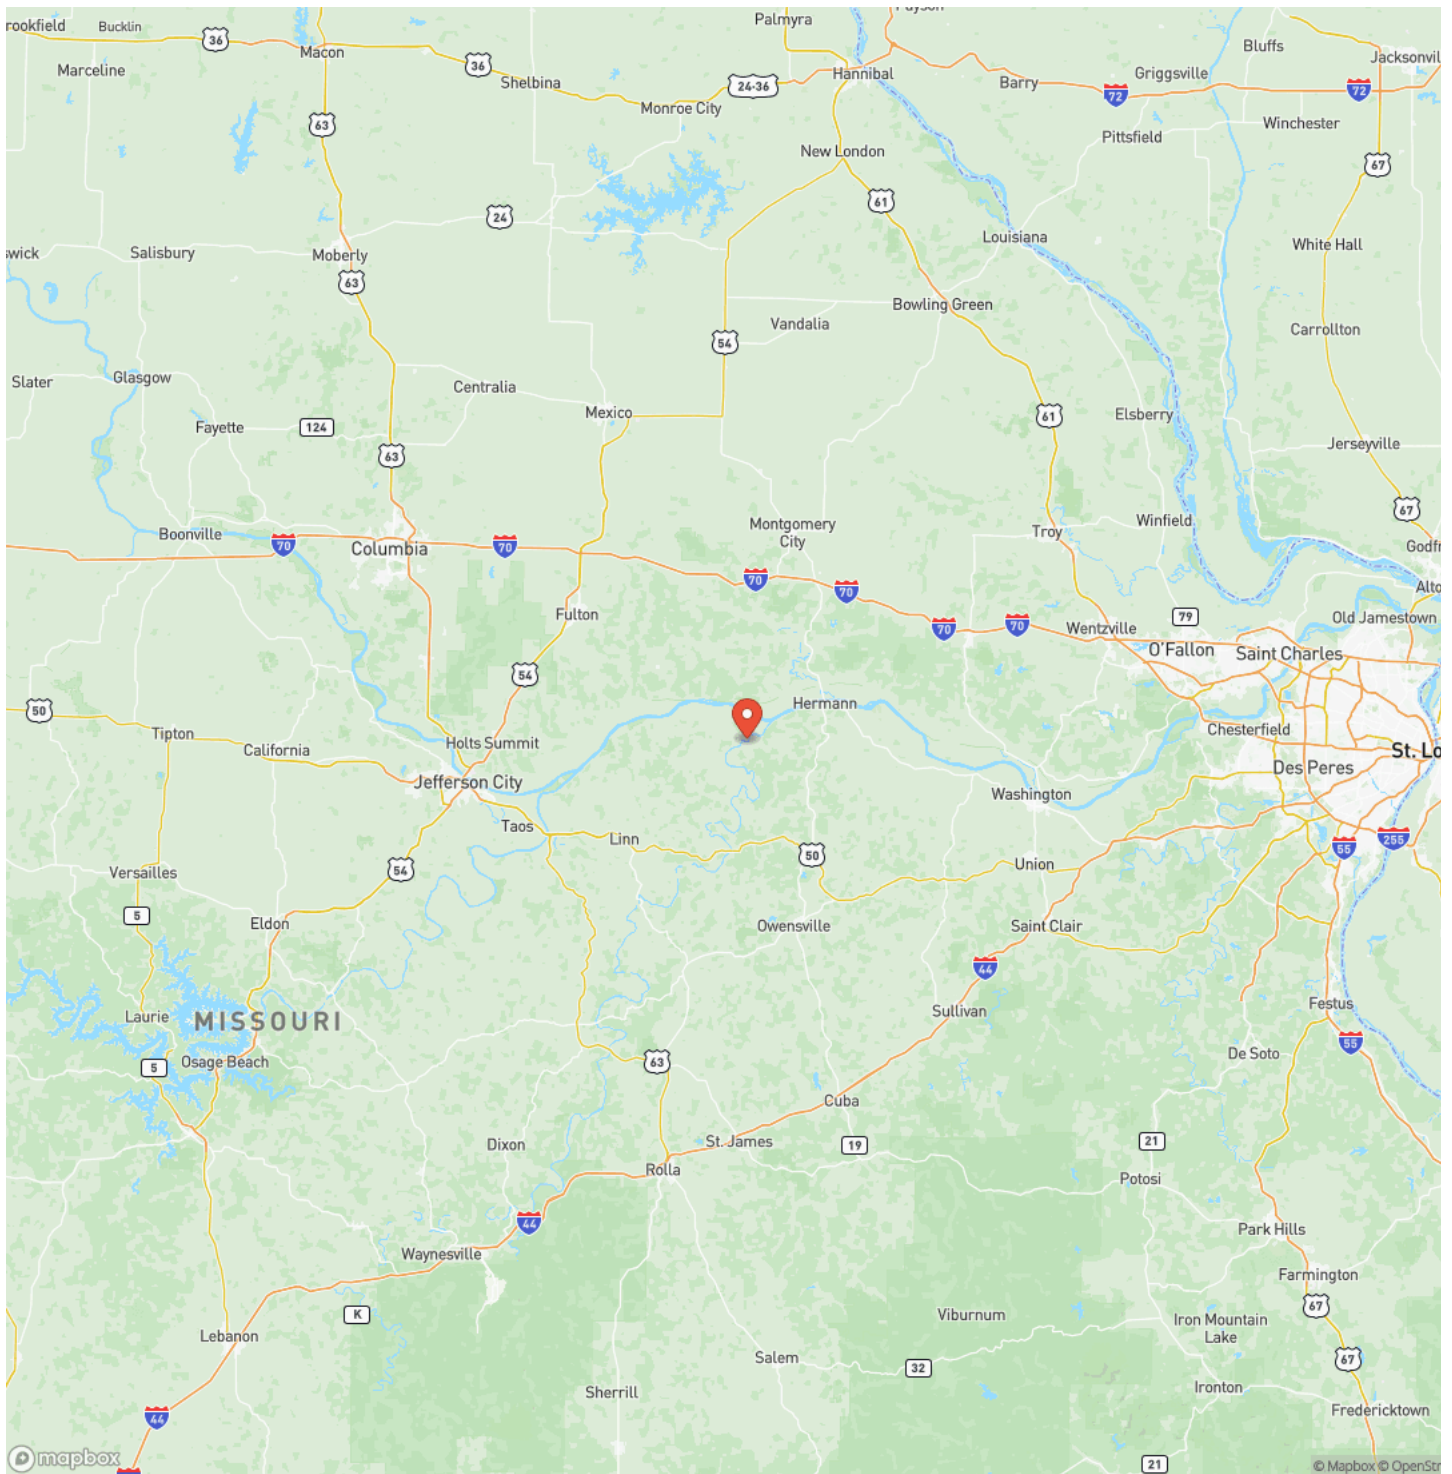 rookfield
Bucklin
36
Macon
Marceline
36
Shelbina
63
Monroe City
Palmyra
24-36
Hannibal
Payson
Barry
72
Griggsville
Bluffs
72
Jacksonvil
Winchester
Pittsfield
67
New London
61
24
swick
Salisbury
Moberly
63
Louisiana
White Hall
Bowling Green
Vandalia
54
Carrollton
Slater
Glasgow
Centralia
Mexico
61
Elsberry
Fayette
124
63
Jerseyville
67
Boonville
70
Columbia
70
Montgomery
City
Troy
Winfield
Godfr
70
70
Alto
Fulton
70
70
Wentzville
79
Old Jamestown
O'Fallon
Saint Charles
54
50
Hermann
Tipton
California
Holts Summit
Chesterfield
St. Lo
Jefferson City
Des Peres
Washington
Taos
Linn
50
55
255
Versailles
54
Union
5
Eldon
Owensville
Saint Clair
44
Laurie
MISSOURI
Sullivan
Festus
5
Osage Beach
63
De Soto
55
Cuba
Dixon
St. James
19
21
Rolla
Potosi
44
Waynesville
Park Hills
Farmington
K
Viburnum
67
Lebanon
Iron Mountain
Lake
Salem
32
67
Sherrill
Ironton
44
Fredericktown
mapbox
21
© Mapbox © OpenStr